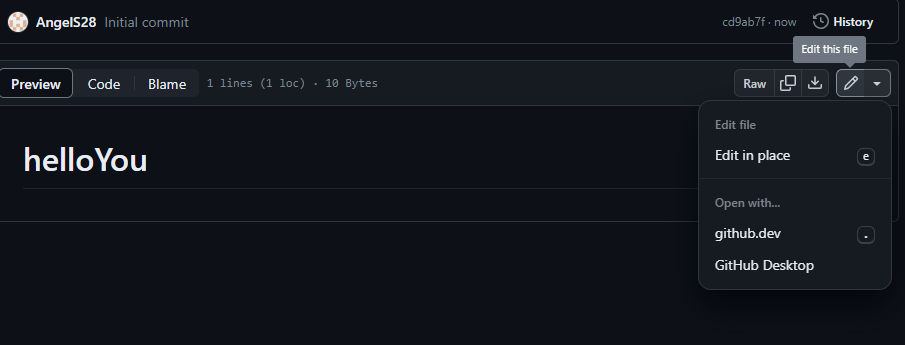 AngelS28 Initial commit cd9ab7f · now History
Edit this file
Preview Code Blame 1 lines (1 loc) · 10 Bytes Raw
Edit file
Edit in place e
helloYou
Open with...
github.dev .
GitHub Desktop